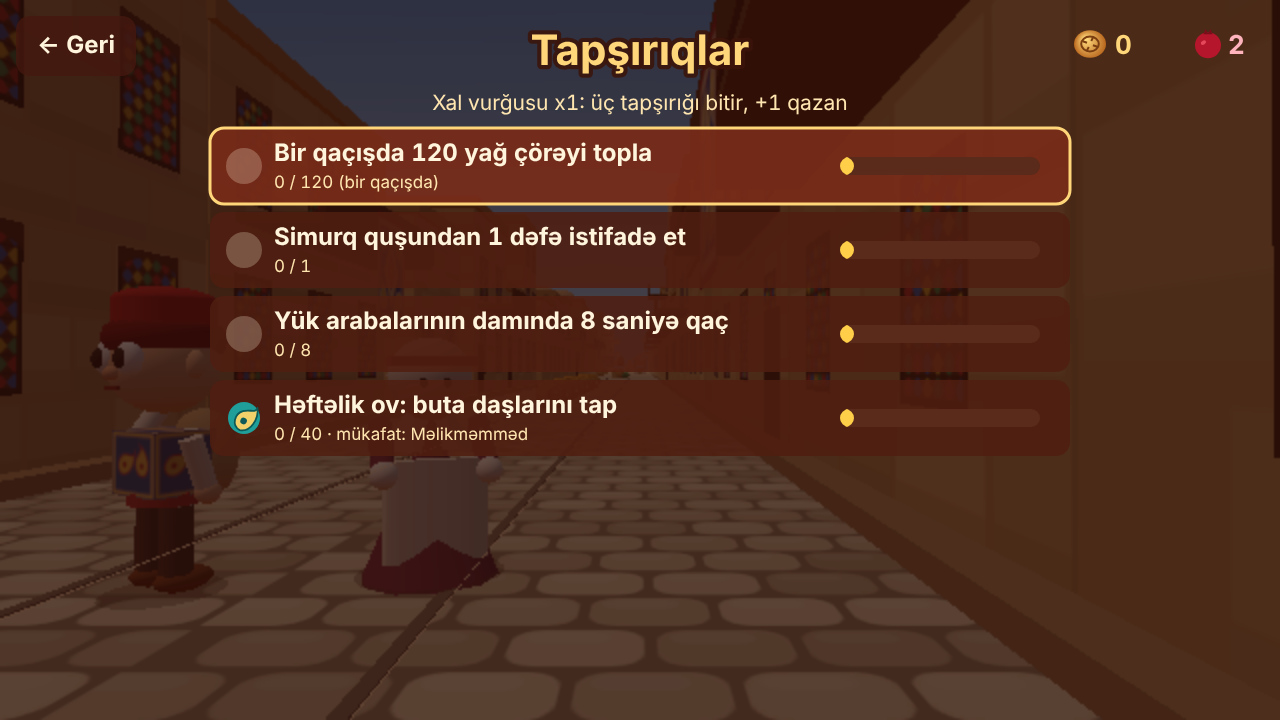 ← Geri
Tapşırıqlar
0
2
Xal vurğusu x1: üç tapşırığı bitir, +1 qazan
Bir qaçışda 120 yağ çörəyi topla
0 / 120 (bir qaçışda)
Simurq quşundan 1 dəfə istifadə et
0 / 1
Yük arabalarının damında 8 saniyə qaç
0 / 8
Həftəlik ov: buta daşlarını tap
0 / 40 · mükafat: Məlikməmməd